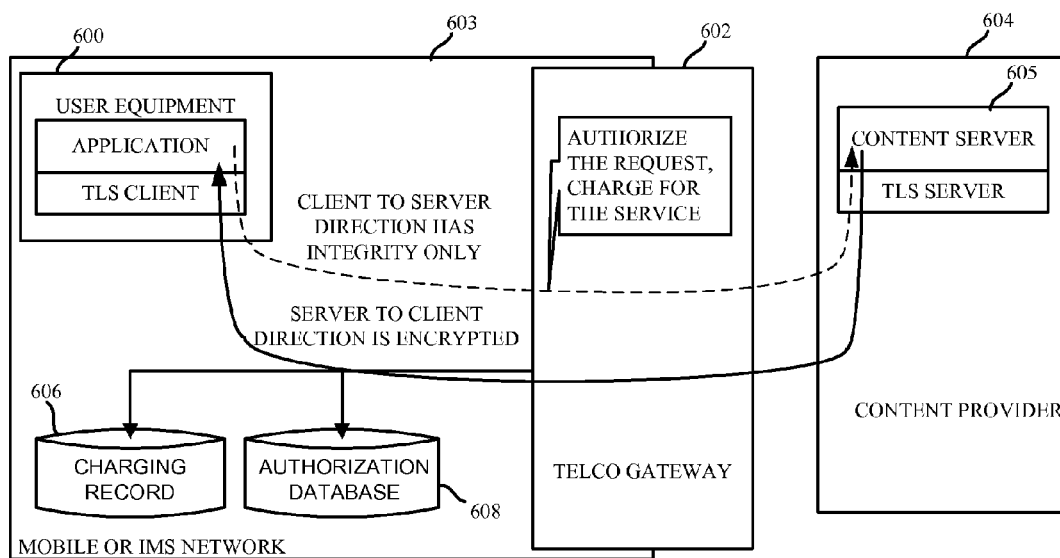 600
603
602
604
605
USER EQUIPMENT
APPLICATION
TLS CLIENT
AUTHORIZE
THE REQUEST,
CHARGE FOR
THE SERVICE
CONTENT SERVER
TLS SERVER
CLIENT TO SERVER
DIRECTION HAS
INTEGRITY ONLY
SERVER TO CLIENT
DIRECTION IS ENCRYPTED
606
CHARGING
RECORD
AUTHORIZATION
DATABASE
608
TELCO GATEWAY
CONTENT PROVIDER
MOBILE OR IMS NETWORK